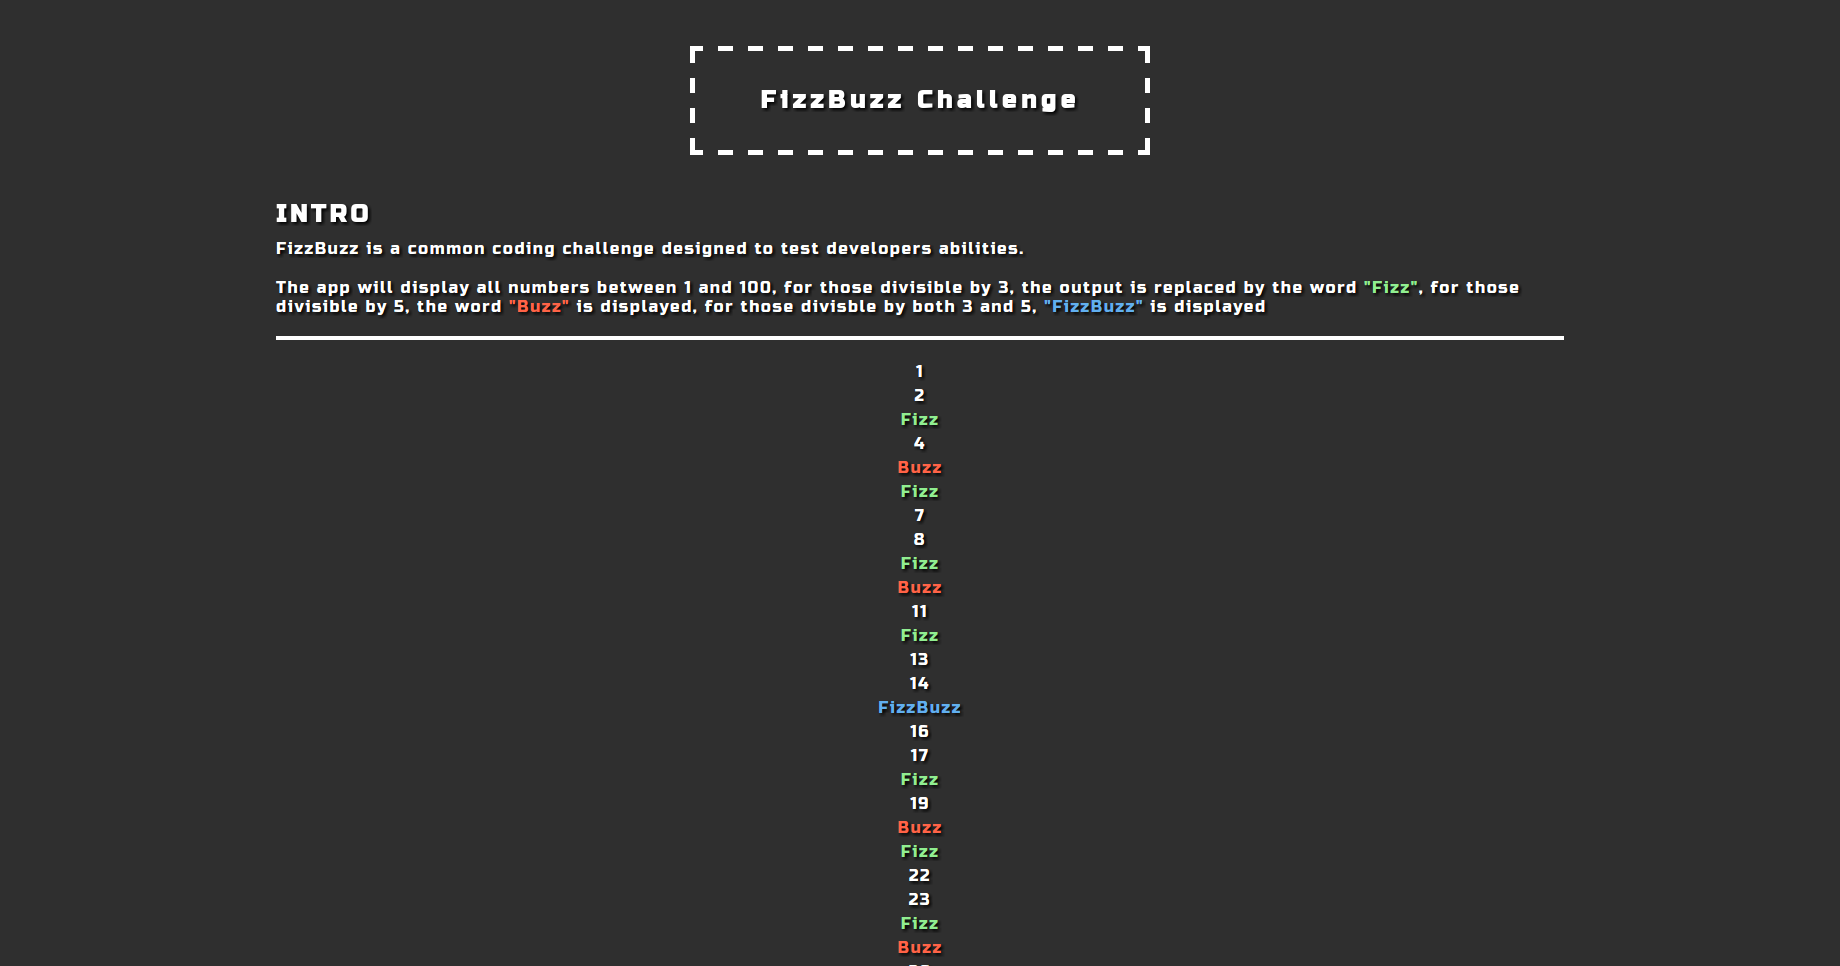 FizzBuzz Challenge
INTRO
FizzBuzz is a common coding challenge designed to test developers abilities.
The app will display all numbers between 1 and 100, for those divisible by 3, the output is replaced by the word "Fizz", for those
divisible by 5, the word "Buzz" is displayed, for those divisble by both 3 and 5, "FizzBuzz" is displayed
1
2
Fizz
4
Buzz
Fizz
7
8
Fizz
Buzz
11
Fizz
13
14
FizzBuzz
16
17
Fizz
19
Buzz
Fizz
22
23
Fizz
Buzz